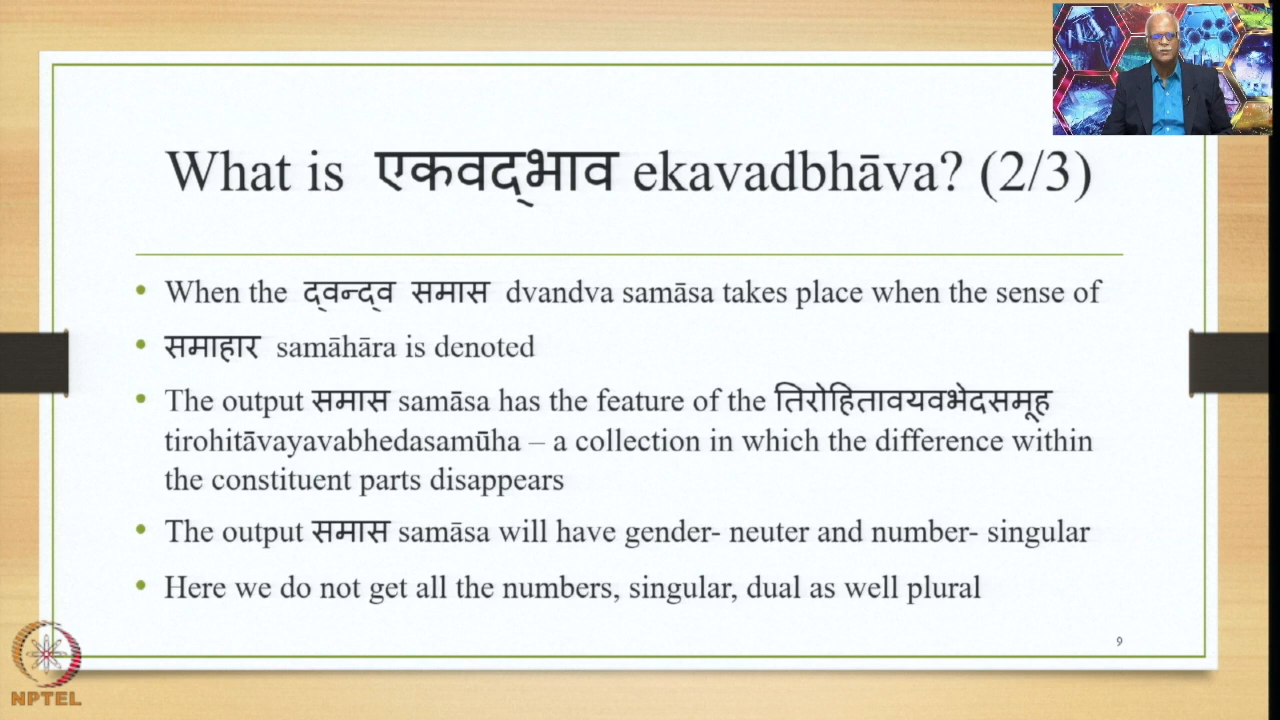 What is एकवद्भाव ekavadbhāva? (2/3)
When the द्वन्द्व समास dvandva samāsa takes place when the sense of
समाहार samāhāra is denoted
The output समास samāsa has the feature of the तिरोहितावयवभेदसमूह
tirohitāvayavabhedasamūha – a collection in which the difference within
the constituent parts disappears
The output समास samāsa will have gender- neuter and number- singular
Here we do not get all the numbers, singular, dual as well plural
9
NPTEL